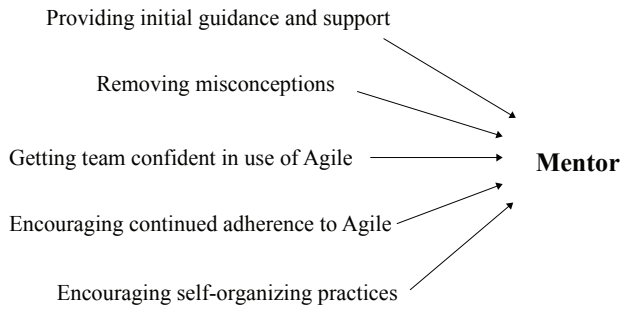 Providing initial guidance and support
Removing misconceptions
Getting team confident in use of Agile
Mentor
Encouraging continued adherence to Agile
Encouraging self-organizing practices